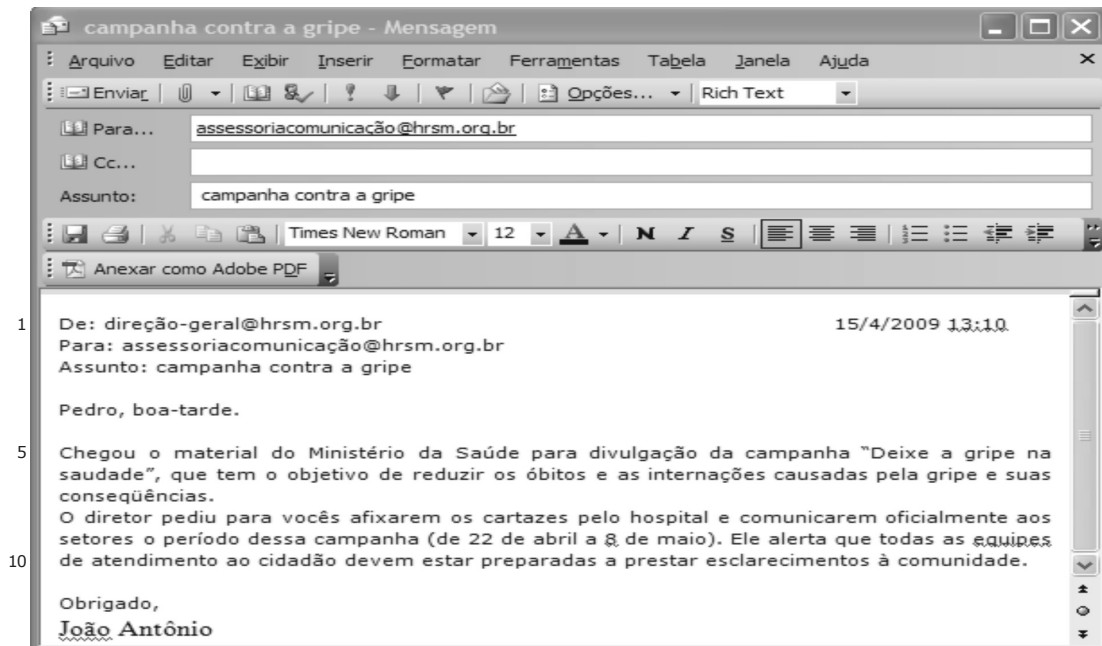 campanha contra a gripe - Mensagem
Arquivo Editar Exibir Inserir Formatar Ferramentas Tabela Janela Ajuda
Enviar Opções... Rich Text
Para... assessoriacomunicação@hrsm.org.br
Cc...
Assunto: campanha contra a gripe
Times New Roman 12 A N I S
Anexar como Adobe PDF
1 De: direção-geral@hrsm.org.br 15/4/2009 13:10
Para: assessoriacomunicação@hrsm.org.br
Assunto: campanha contra a gripe
Pedro, boa-tarde.
5 Chegou o material do Ministério da Saúde para divulgação da campanha “Deixe a gripe na
saudade”, que tem o objetivo de reduzir os óbitos e as internações causadas pela gripe e suas
conseqüências.
O diretor pediu para vocês afixarem os cartazes pelo hospital e comunicarem oficialmente aos
setores o período dessa campanha (de 22 de abril a 8 de maio). Ele alerta que todas as equipes
10 de atendimento ao cidadão devem estar preparadas a prestar esclarecimentos à comunidade.
Obrigado,
João Antônio